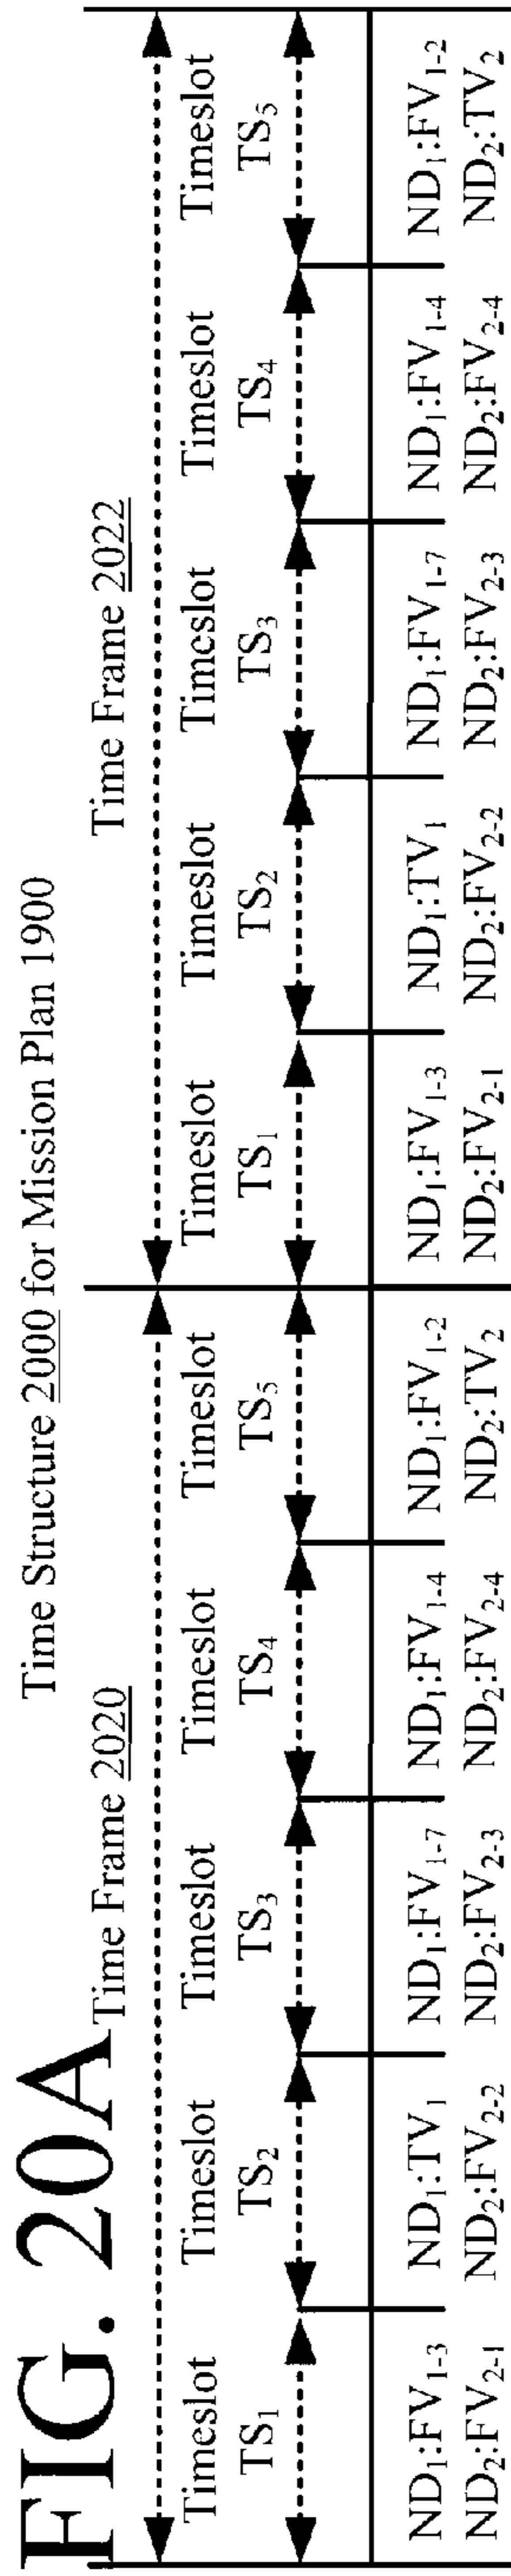 FIG. 20A
Time Structure 2000 for Mission Plan 1900
Time Frame 2020
Time Frame 2022
Timeslot Timeslot Timeslot Timeslot Timeslot Timeslot Timeslot Timeslot Timeslot Timeslot
TS₁ TS₂ TS₃ TS₄ TS₅ TS₁ TS₂ TS₃ TS₄ TS₅
ND₁:FV₁₋₃ ND₁:TV₁ ND₁:FV₁₋₇ ND₁:FV₁₋₄ ND₁:FV₁₋₂ ND₁:FV₁₋₃ ND₁:TV₁ ND₁:FV₁₋₇ ND₁:FV₁₋₄ ND₁:FV₁₋₂
ND₂:FV₂₋₁ ND₂:FV₂₋₂ ND₂:FV₂₋₃ ND₂:FV₂₋₄ ND₂:TV₂ ND₂:FV₂₋₁ ND₂:FV₂₋₂ ND₂:FV₂₋₃ ND₂:FV₂₋₄ ND₂:TV₂